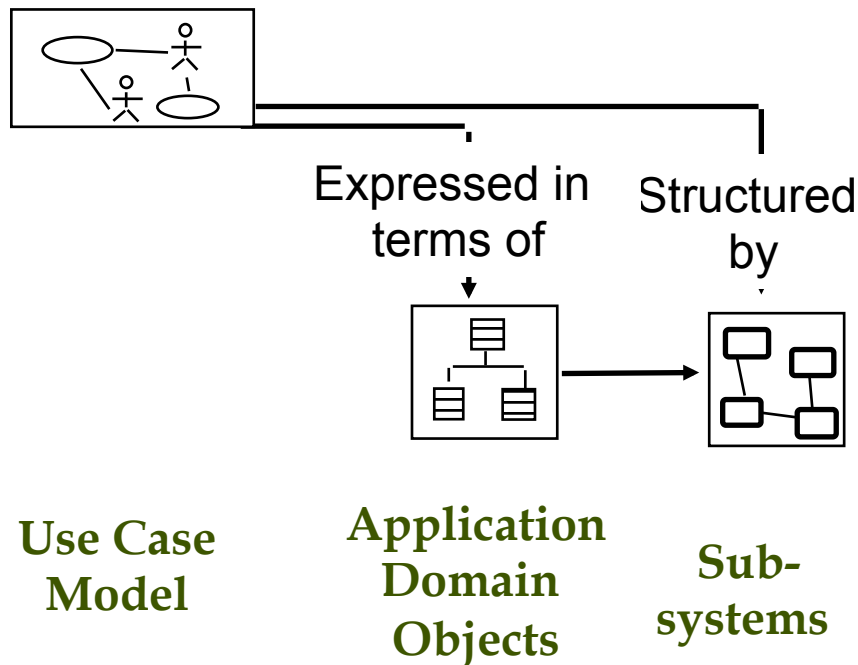 Expressed in
terms of
Structured
by
Use Case
Model
Application
Domain
Objects
Sub-
systems